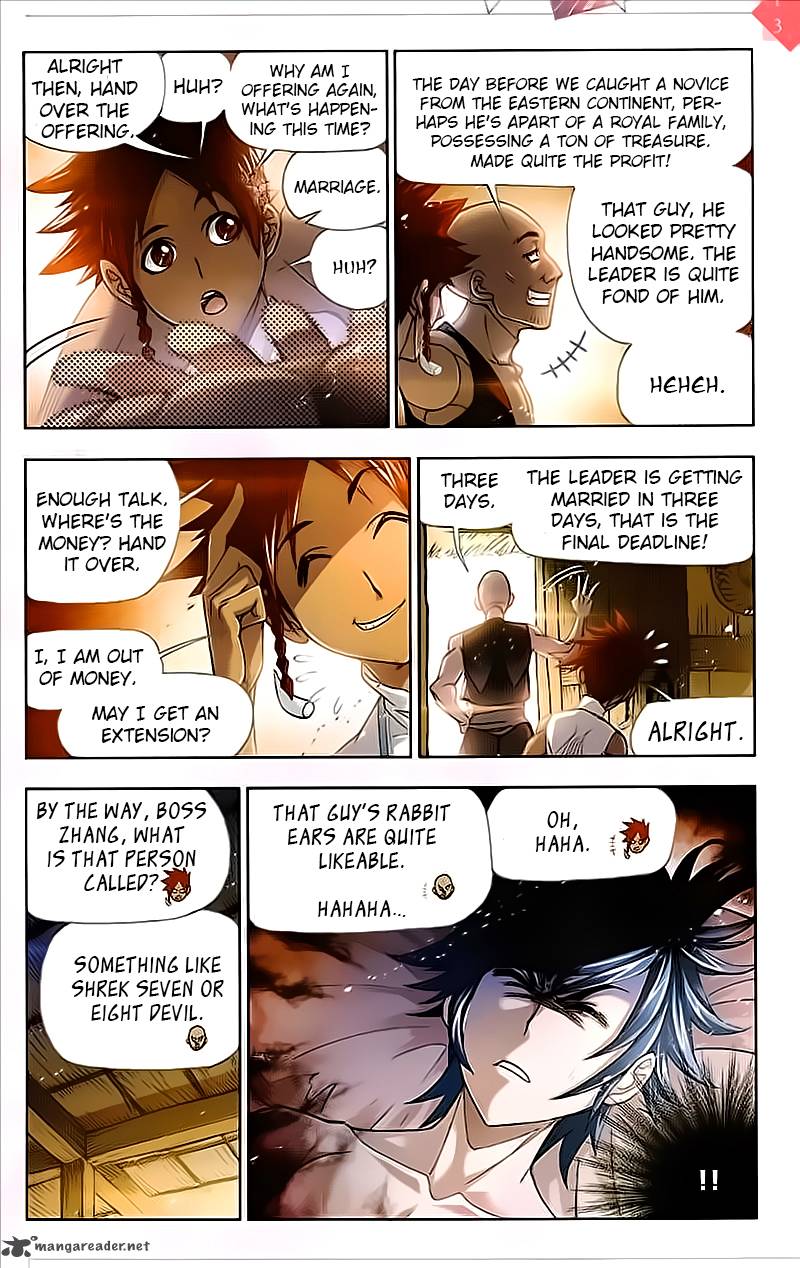 13
ALRIGHT
THEN, HAND
OVER THE
OFFERING.
HUH?
WHY AM I
OFFERING AGAIN,
WHAT'S HAPPEN-
ING THIS TIME?
MARRIAGE.
HUH?
THE DAY BEFORE WE CAUGHT A NOVICE
FROM THE EASTERN CONTINENT, PER-
HAPS HE'S APART OF A ROYAL FAMILY,
POSSESSING A TON OF TREASURE.
MADE QUITE THE PROFIT!
THAT GUY, HE
LOOKED PRETTY
HANDSOME. THE
LEADER IS QUITE
FOND OF HIM.
HEHEH.
ENOUGH TALK.
WHERE'S THE
MONEY? HAND
IT OVER.
I, I AM OUT
OF MONEY.
MAY I GET AN
EXTENSION?
THREE
DAYS.
THE LEADER IS GETTING
MARRIED IN THREE
DAYS, THAT IS THE
FINAL DEADLINE!
ALRIGHT.
BY THE WAY, BOSS
ZHANG, WHAT
IS THAT PERSON
CALLED?
SOMETHING LIKE
SHREK SEVEN OR
EIGHT DEVIL.
THAT GUY'S RABBIT
EARS ARE QUITE
LIKEABLE.
HAHAHA...
OH,
HAHA.
!!
mangareader.net